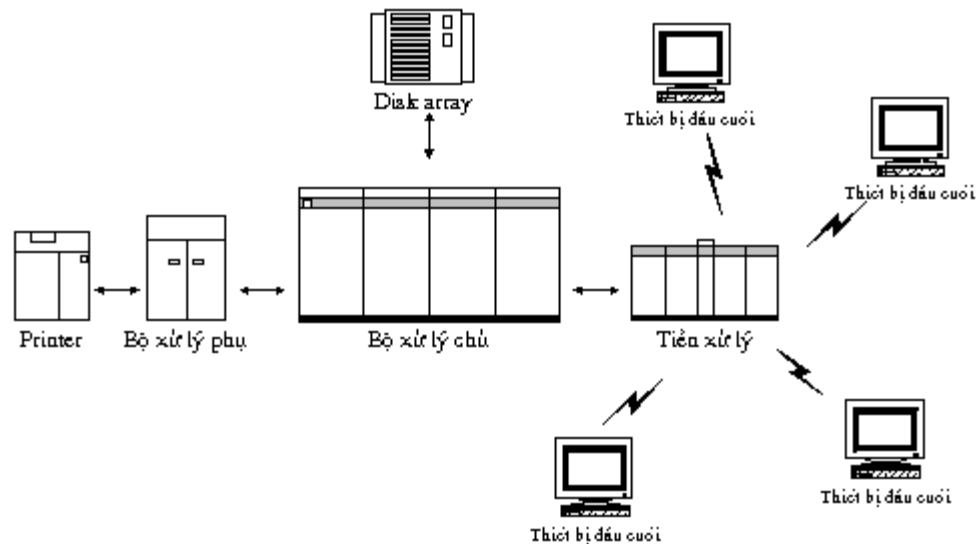 Disk array
Thiết bị đầu cuối
Thiết bị đầu cuối
Printer
Bộ xử lý phụ
Bộ xử lý chủ
Tiền xử lý
Thiết bị đầu cuối
Thiết bị đầu cuối